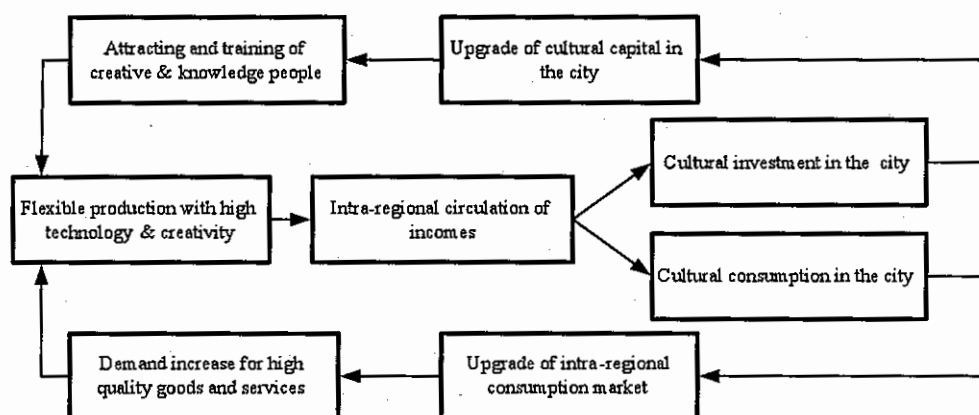 Attracting and training of
creative & knowledge people
Upgrade of cultural capital in
the city
Cultural investment in the city
Flexible production with high
technology & creativity
Intra-regional circulation of
incomes
Cultural consumption in the city
Demand increase for high
quality goods and services
Upgrade of intra-regional
consumption market